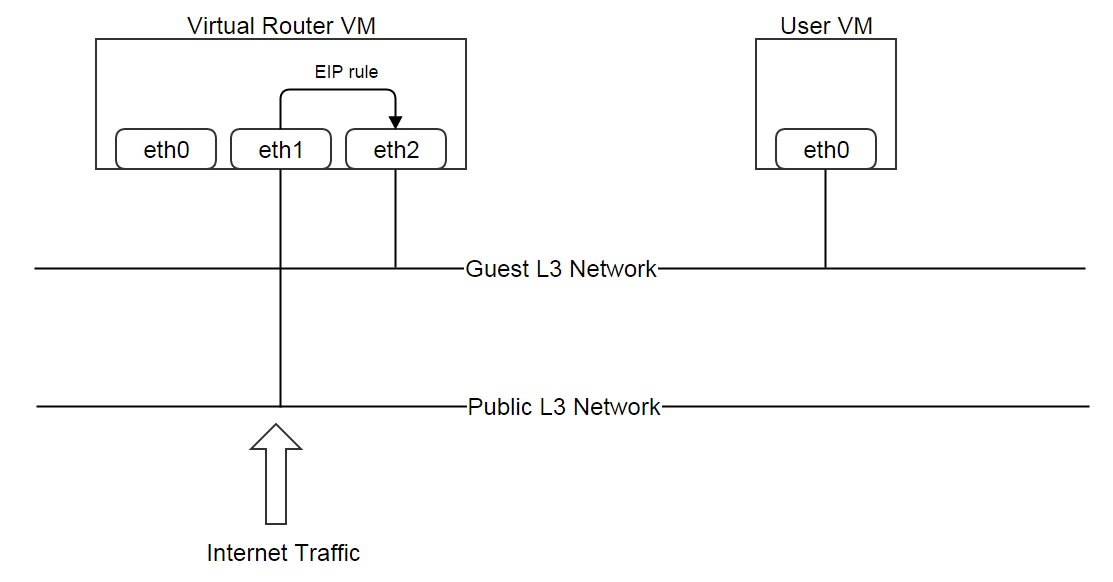 Virtual Router VM
User VM
EIP rule
eth0
eth1
eth2
eth0
Guest L3 Network
Public L3 Network
Internet Traffic